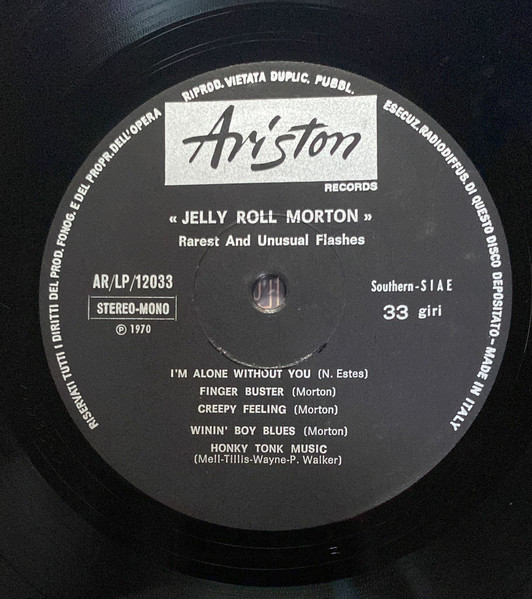 RISERVATI TUTTI I DIRITTI DEL PROD. FONOG. E DEL PROPR. DELL'OPERA
RIPROD. VIETATA DUPLIC. PUBBL.
ESECUZ. RADIODIFFUS. DI QUESTO DISCO DEPOSITATO - MADE IN ITALY
Ariston
RECORDS
« JELLY ROLL MORTON »
Rarest And Unusual Flashes
AR/LP/12033
STEREO-MONO
Ⓟ 1970
Southern-SIAE
33 giri
I'M ALONE WITHOUT YOU (N. Estes)
FINGER BUSTER (Morton)
CREEPY FEELING (Morton)
WININ' BOY BLUES (Morton)
HONKY TONK MUSIC
(Mell-Tillis-Wayne-P. Walker)